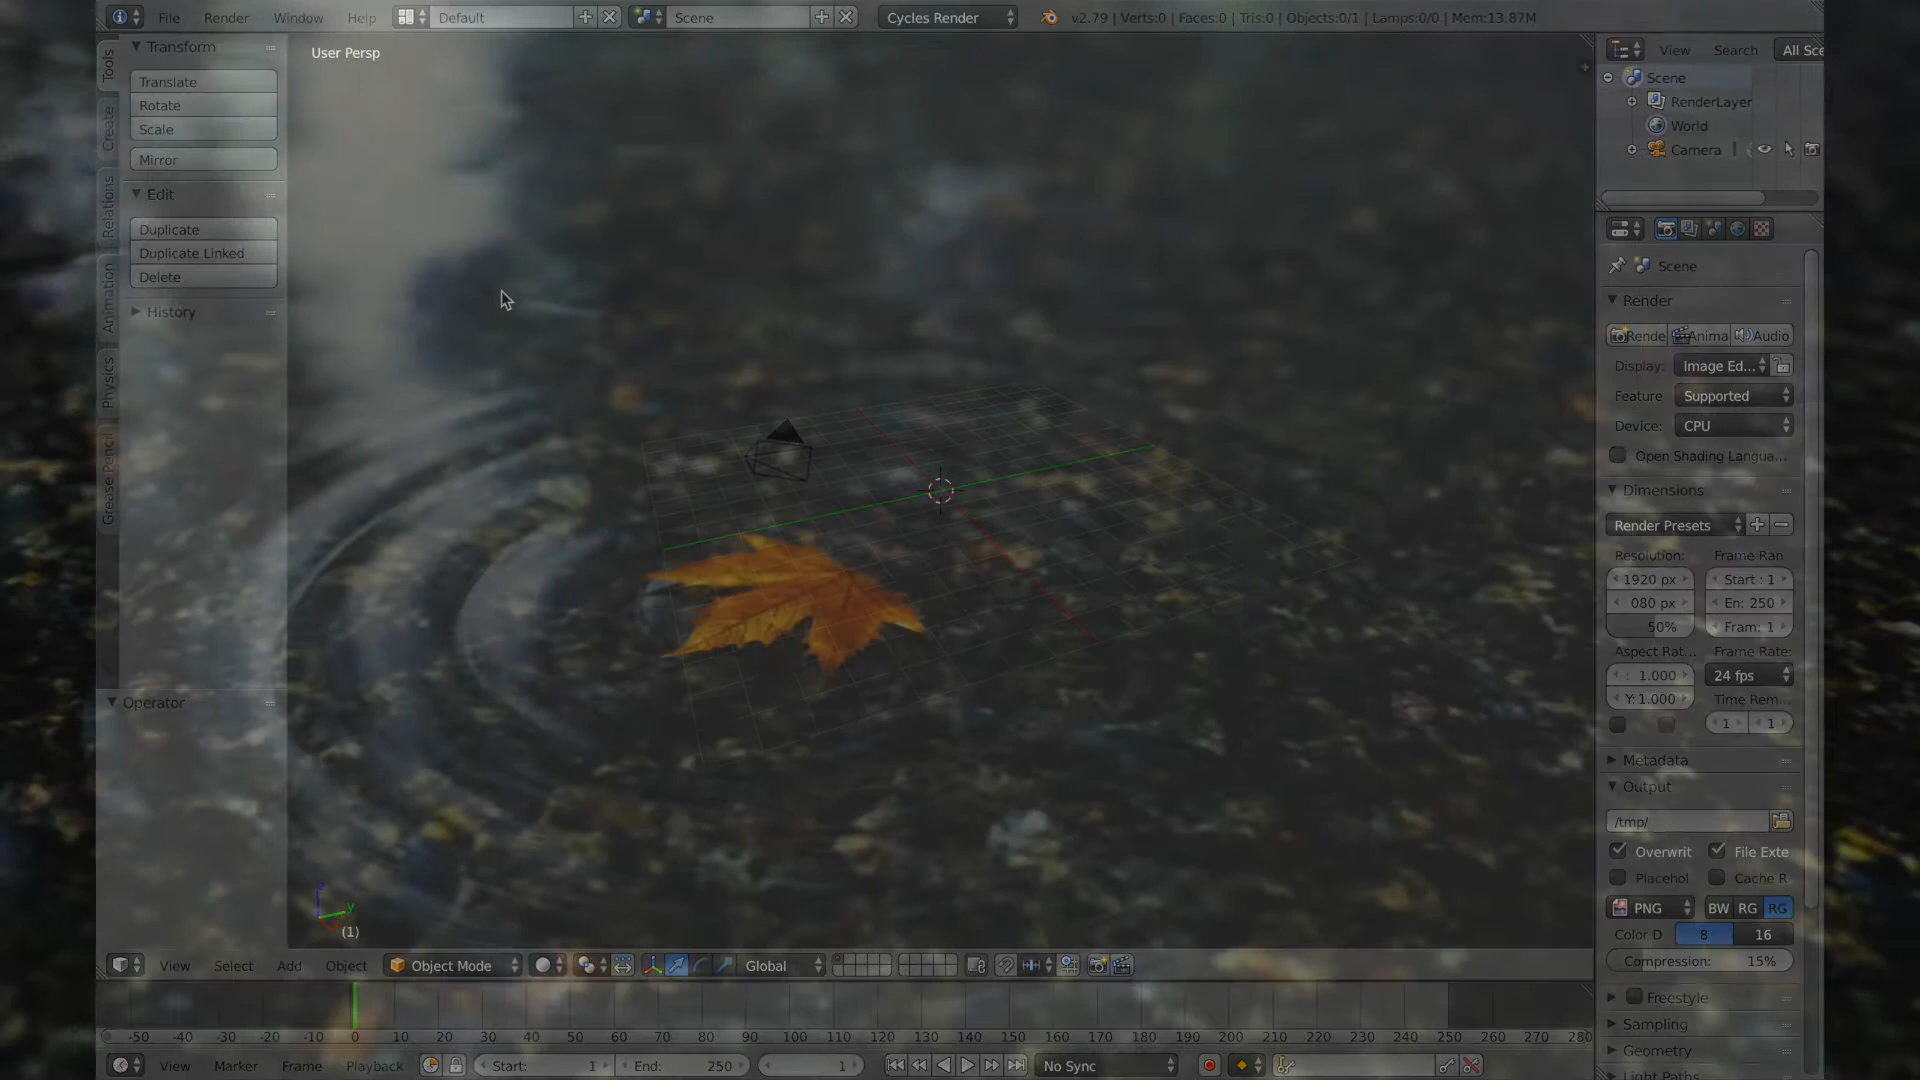 File Render Window Help Default Scene Cycles Render v2.79 | Verts:0 | Faces:0 | Tris:0 | Objects:0/1 | Lamps:0/0 | Mem:13.87M
Tools
Create
Relations
Animation
Physics
Grease Pencil
Transform
Translate
Rotate
Scale
Mirror
Edit
Duplicate
Duplicate Linked
Delete
History
Operator
User Persp
y
(1)
View Search All Sce
Scene
RenderLayer
World
Camera
Scene
Render
Rende Anima Audio
Display: Image Ed...
Feature Supported
Device: CPU
Open Shading Langua...
Dimensions
Render Presets
Resolution: Frame Ran
1920 px Start : 1
080 px En: 250
50% Fram: 1
Aspect Rat... Frame Rate:
: 1.000 24 fps
Y: 1.000 Time Rem...
1 1
Metadata
Output
/tmp/
Overwrit File Exte
Placehol Cache R
PNG BW RG RG
Color D 8 16
Compression: 15%
Freestyle
Sampling
Geometry
Light Paths
View Select Add Object Object Mode Global
-50 -40 -30 -20 -10 0 10 20 30 40 50 60 70 80 90 100 110 120 130 140 150 160 170 180 190 200 210 220 230 240 250 260 270 280
View Marker Frame Playback Start: 1 End: 250 1 No Sync